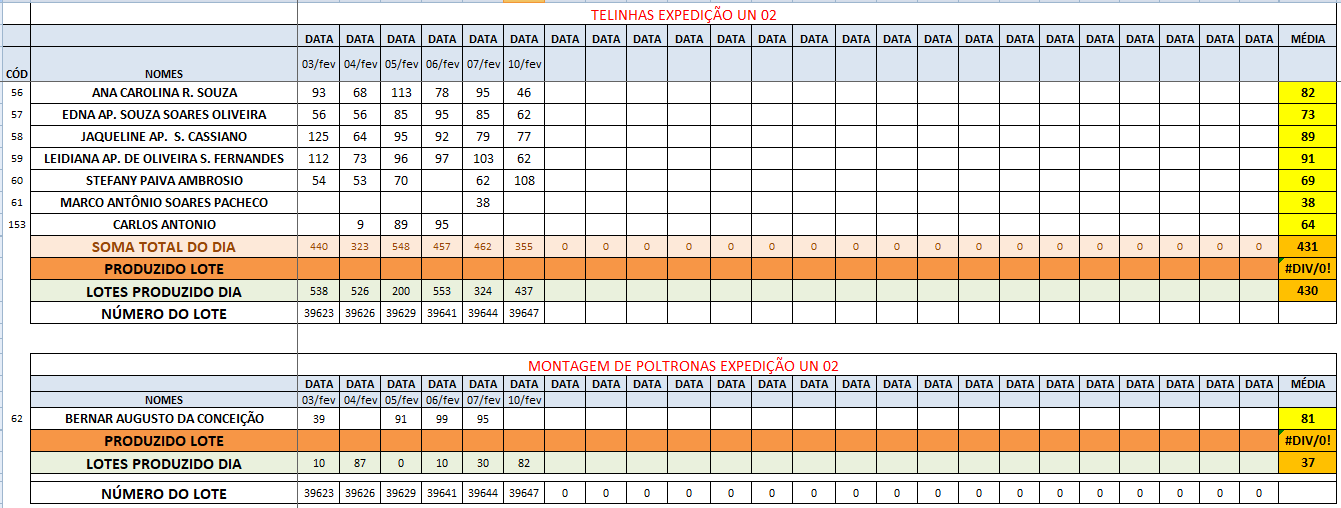 TELINHAS EXPEDIÇÃO UN 02
DATA DATA DATA DATA DATA DATA DATA DATA DATA DATA DATA DATA DATA DATA DATA DATA DATA DATA DATA DATA DATA DATA DATA DATA MÉDIA
CÓD NOMES 03/fev 04/fev 05/fev 06/fev 07/fev 10/fev
56 ANA CAROLINA R. SOUZA 93 68 113 78 95 46 82
57 EDNA AP. SOUZA SOARES OLIVEIRA 56 56 85 95 85 62 73
58 JAQUELINE AP. S. CASSIANO 125 64 95 92 79 77 89
59 LEIDIANA AP. DE OLIVEIRA S. FERNANDES 112 73 96 97 103 62 91
60 STEFANY PAIVA AMBROSIO 54 53 70 62 108 69
61 MARCO ANTÔNIO SOARES PACHECO 38 38
153 CARLOS ANTONIO 9 89 95 64
SOMA TOTAL DO DIA 440 323 548 457 462 355 0 0 0 0 0 0 0 0 0 0 0 0 0 0 0 0 0 0 431
PRODUZIDO LOTE #DIV/0!
LOTES PRODUZIDO DIA 538 526 200 553 324 437 430
NÚMERO DO LOTE 39623 39626 39629 39641 39644 39647
MONTAGEM DE POLTRONAS EXPEDIÇÃO UN 02
DATA DATA DATA DATA DATA DATA DATA DATA DATA DATA DATA DATA DATA DATA DATA DATA DATA DATA DATA DATA DATA DATA DATA DATA MÉDIA
NOMES 03/fev 04/fev 05/fev 06/fev 07/fev 10/fev
62 BERNAR AUGUSTO DA CONCEIÇÃO 39 91 99 95 81
PRODUZIDO LOTE #DIV/0!
LOTES PRODUZIDO DIA 10 87 0 10 30 82 37
NÚMERO DO LOTE 39623 39626 39629 39641 39644 39647 0 0 0 0 0 0 0 0 0 0 0 0 0 0 0 0 0 0